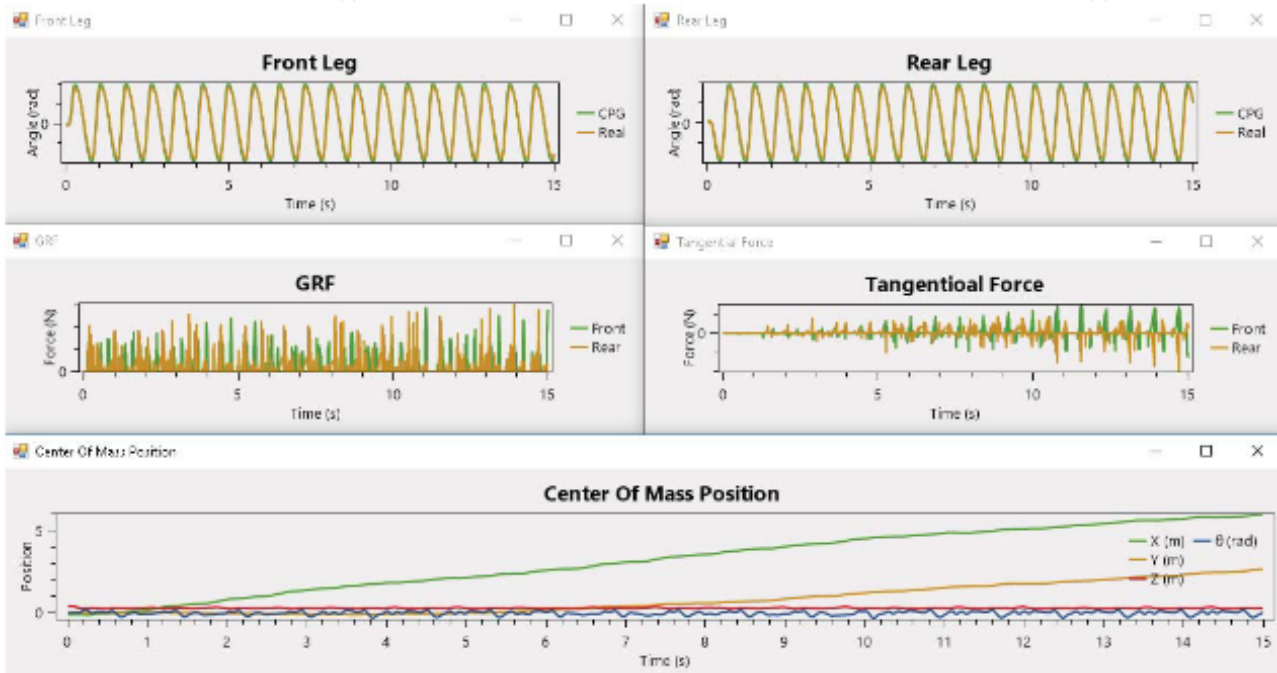 Front Leg
Front Leg
Angle (rad)
0
CPG
Real
0 5 10 15
Time (s)
Rear Leg
Rear Leg
Angle (rad)
0
CPG
Real
0 5 10 15
Time (s)
GRF
GRF
Force (N)
0
Front
Rear
0 5 10 15
Time (s)
Tangential Force
Tangentioal Force
Force (N)
0
Front
Rear
0 5 10 15
Time (s)
Center Of Mass Position
Center Of Mass Position
Position
5
0
X (m) θ (rad)
Y (m)
Z (m)
0 1 2 3 4 5 6 7 8 9 10 11 12 13 14 15
Time (s)